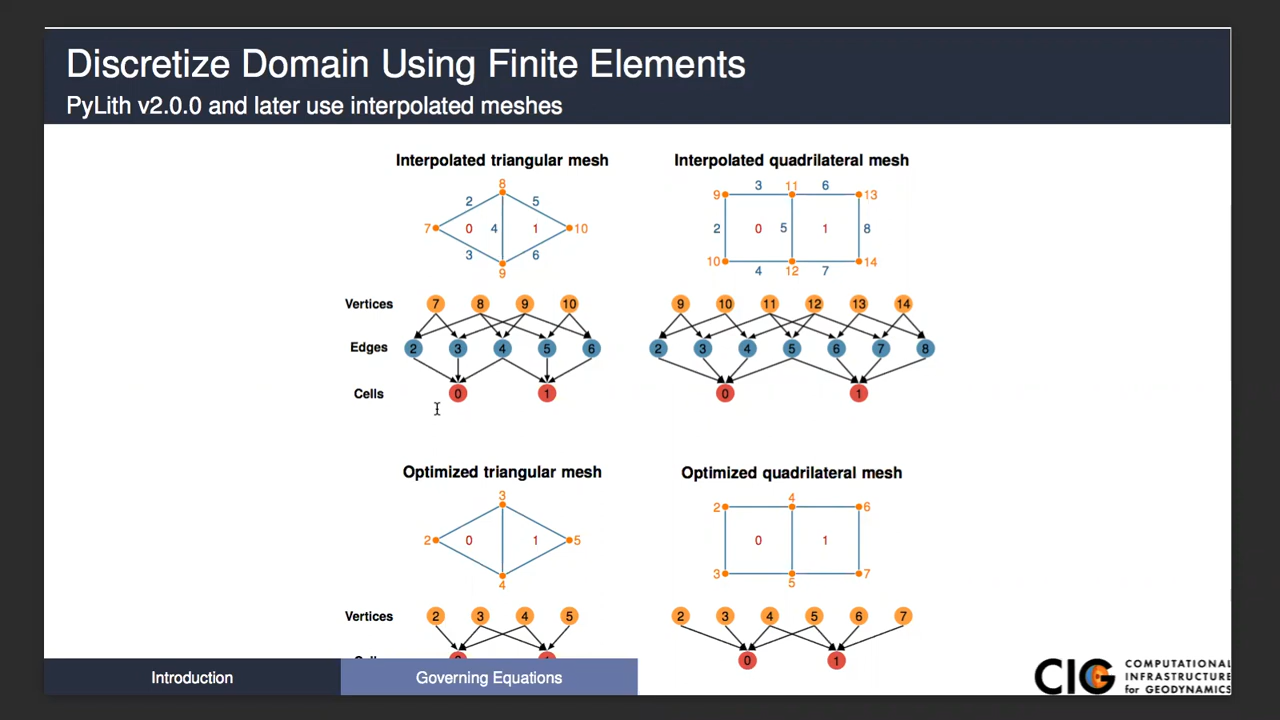 Discretize Domain Using Finite Elements
PyLith v2.0.0 and later use interpolated meshes
Interpolated triangular mesh
8
2 5
7 0 4 1 10
3 6
9
Vertices 7 8 9 10
Edges 2 3 4 5 6
Cells 0 1
Interpolated quadrilateral mesh
3 11 6
9 13
2 0 5 1 8
10 14
4 12 7
9 10 11 12 13 14
2 3 4 5 6 7 8
0 1
Optimized triangular mesh
3
2 0 1 5
4
Vertices 2 3 4 5
Optimized quadrilateral mesh
4
2 6
0 1
3 7
5
2 3 4 5 6 7
0 1
Introduction
Governing Equations
CIG
COMPUTATIONAL
INFRASTRUCTURE
for GEODYNAMICS